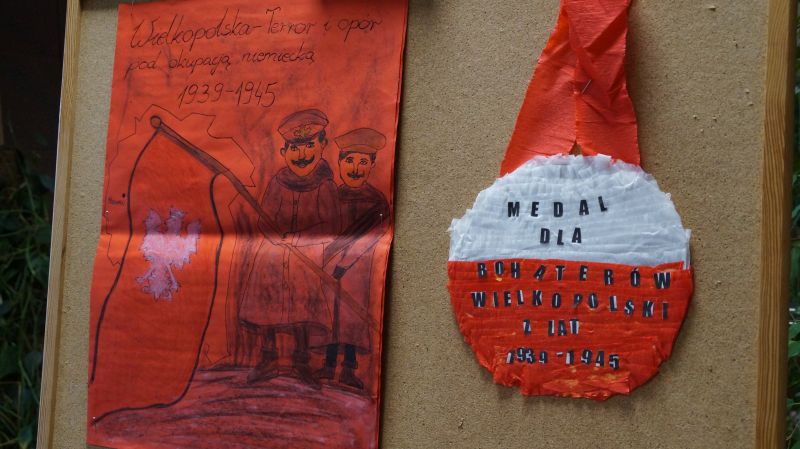 Wielkopolska - Terror i opór
pod okupacją niemiecką
1939-1945
MEDAL
DLA
BOHATERÓW
WIELKOPOLSKI
Z LAT
1939-1945